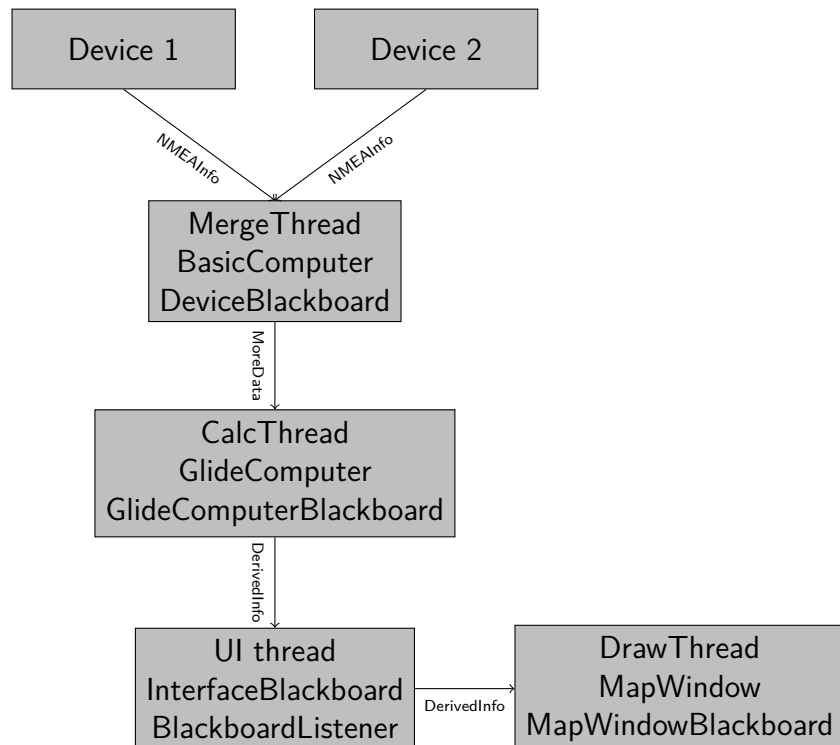 Device 1
Device 2
NMEAInfo
NMEAInfo
MergeThread
BasicComputer
DeviceBlackboard
MoreData
CalcThread
GlideComputer
GlideComputerBlackboard
DerivedInfo
UI thread
InterfaceBlackboard
BlackboardListener
DerivedInfo
DrawThread
MapWindow
MapWindowBlackboard